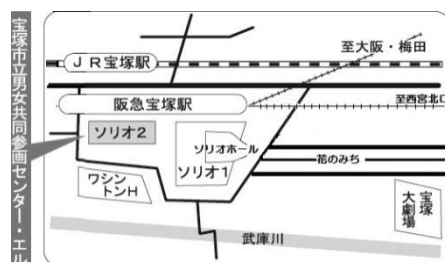 宝塚市立男女共同参画センター・エル
至大阪・梅田
JR宝塚駅
阪急宝塚駅
至西宮北口
ソリオ2
ソリオホール
ソリオ1
花のみち
ワシン
トンH
宝塚
大劇場
武庫川